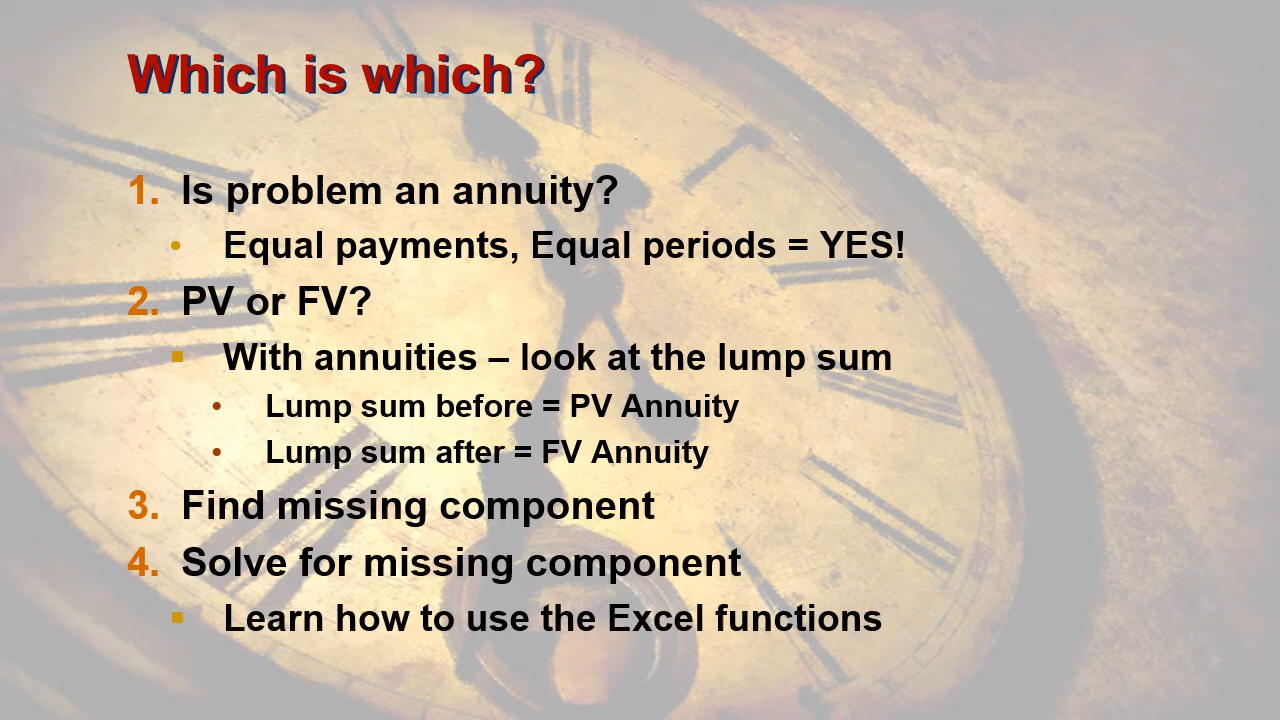 Which is which?
1. Is problem an annuity?
• Equal payments, Equal periods = YES!
2. PV or FV?
▪ With annuities – look at the lump sum
• Lump sum before = PV Annuity
• Lump sum after = FV Annuity
3. Find missing component
4. Solve for missing component
▪ Learn how to use the Excel functions